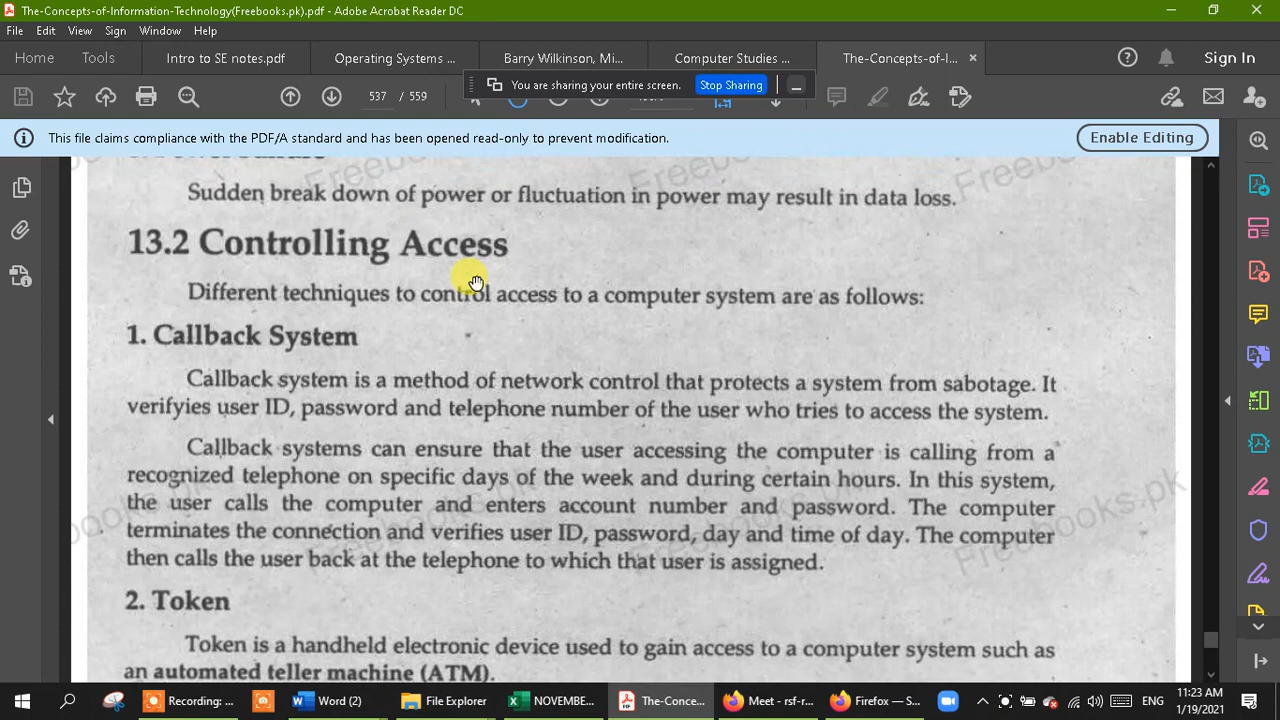 The-Concepts-of-Information-Technology(Freebooks.pk).pdf - Adobe Acrobat Reader DC
File Edit View Sign Window Help
Home Tools Intro to SE notes.pdf Operating Systems ... Barry Wilkinson, Mi... Computer Studies ... The-Concepts-of-I... Sign In
You are sharing your entire screen. Stop Sharing
537 / 559
This file claims compliance with the PDF/A standard and has been opened read-only to prevent modification. Enable Editing
Sudden break down of power or fluctuation in power may result in data loss.
13.2 Controlling Access
Different techniques to control access to a computer system are as follows:
1. Callback System
Callback system is a method of network control that protects a system from sabotage. It
verifyies user ID, password and telephone number of the user who tries to access the system.
Callback systems can ensure that the user accessing the computer is calling from a
recognized telephone on specific days of the week and during certain hours. In this system,
the user calls the computer and enters account number and password. The computer
terminates the connection and verifies user ID, password, day and time of day. The computer
then calls the user back at the telephone to which that user is assigned.
2. Token
Token is a handheld electronic device used to gain access to a computer system such as
an automated teller machine (ATM).
Freebooks.pk
Recording:... Word (2) File Explorer NOVEMBE... The-Conce... Meet - rsf-r... Firefox — S... ENG 11:23 AM
1/19/2021